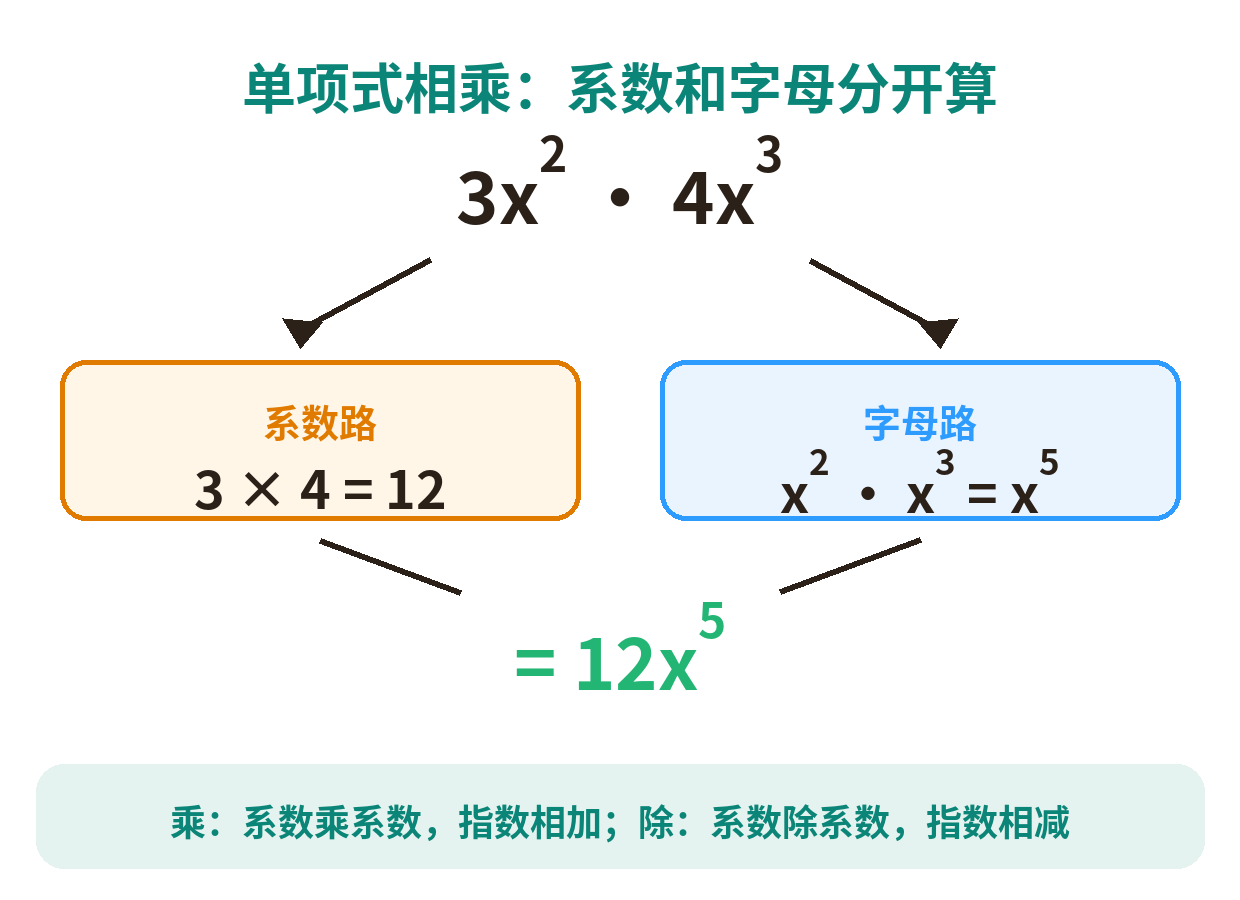 单项式相乘：系数和字母分开算
3x² · 4x³
系数路
3 × 4 = 12
字母路
x² · x³ = x⁵
= 12x⁵
乘：系数乘系数，指数相加；除：系数除系数，指数相减